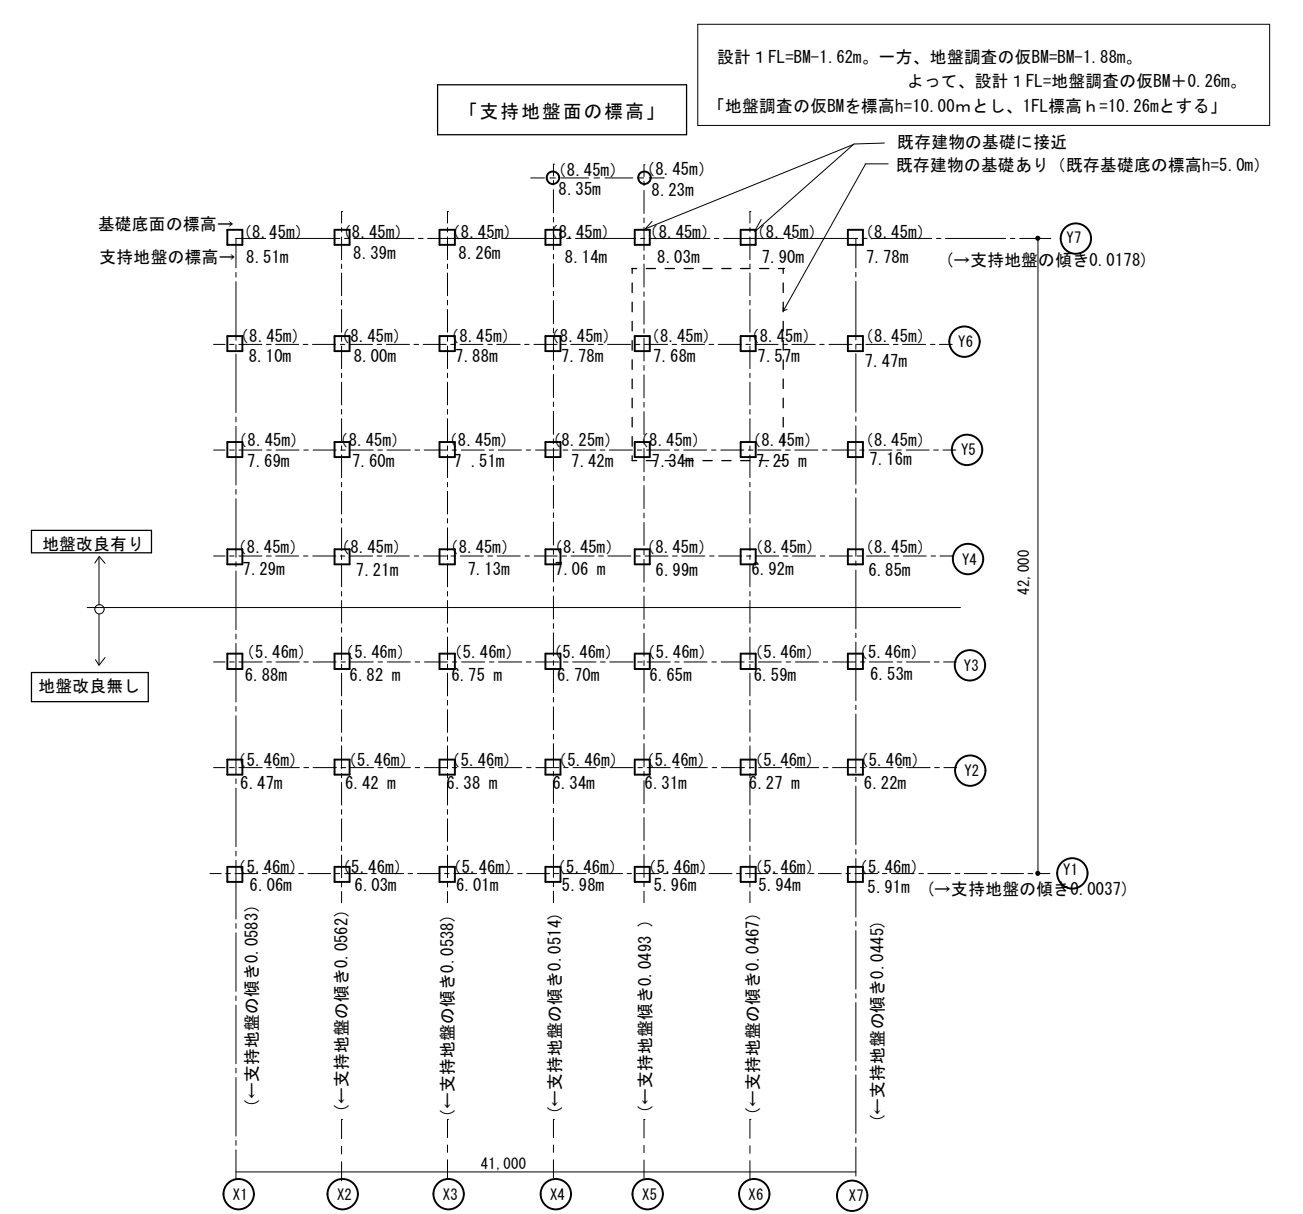 設計１FL=BM-1.62m。一方、地盤調査の仮BM=BM-1.88m。
よって、設計１FL=地盤調査の仮BM＋0.26m。
「地盤調査の仮BMを標高h=10.00ｍとし、1FL標高ｈ=10.26mとする」
「支持地盤面の標高」
既存建物の基礎に接近
既存建物の基礎あり（既存基礎底の標高h=5.0m)
(8.45m) (8.45m)
8.35m 8.23m
基礎底面の標高→
(8.45m) (8.45m) (8.45m) (8.45m) (8.45m) (8.45m) (8.45m) Y7
支持地盤の標高→
8.51m 8.39m 8.26m 8.14m 8.03m 7.90m 7.78m (→支持地盤の傾き0.0178)
(8.45m) (8.45m) (8.45m) (8.45m) (8.45m) (8.45m) (8.45m) Y6
8.10m 8.00m 7.88m 7.78m 7.68m 7.57m 7.47m
(8.45m) (8.45m) (8.45m) (8.25m) (8.45m) (8.45m) (8.45m) Y5
7.69m 7.60m 7 .51m 7.42m 7.34m 7.25 m 7.16m
地盤改良有り
(8.45m) (8.45m) (8.45m) (8.45m) (8.45m) (8.45m) (8.45m) Y4
7.29m 7.21m 7.13m 7.06 m 6.99m 6.92m 6.85m
42,000
地盤改良無し
(5.46m) (5.46m) (5.46m) (5.46m) (5.46m) (5.46m) (5.46m) Y3
6.88m 6.82 m 6.75 m 6.70m 6.65m 6.59m 6.53m
(5.46m) (5.46m) (5.46m) (5.46m) (5.46m) (5.46m) (5.46m) Y2
6.47m 6.42 m 6.38 m 6.34m 6.31m 6.27 m 6.22m
(5.46m) (5.46m) (5.46m) (5.46m) (5.46m) (5.46m) (5.46m) Y1
6.06m 6.03m 6.01m 5.98m 5.96m 5.94m 5.91m (→支持地盤の傾き0.0037)
(←支持地盤の傾き0.0583)
(←支持地盤の傾き0.0562)
(←支持地盤の傾き0.0538)
(←支持地盤の傾き0.0514)
(←支持地盤傾き0.0493 )
(←支持地盤の傾き0.0467)
(←支持地盤の傾き0.0445)
41,000
X1 X2 X3 X4 X5 X6 X7